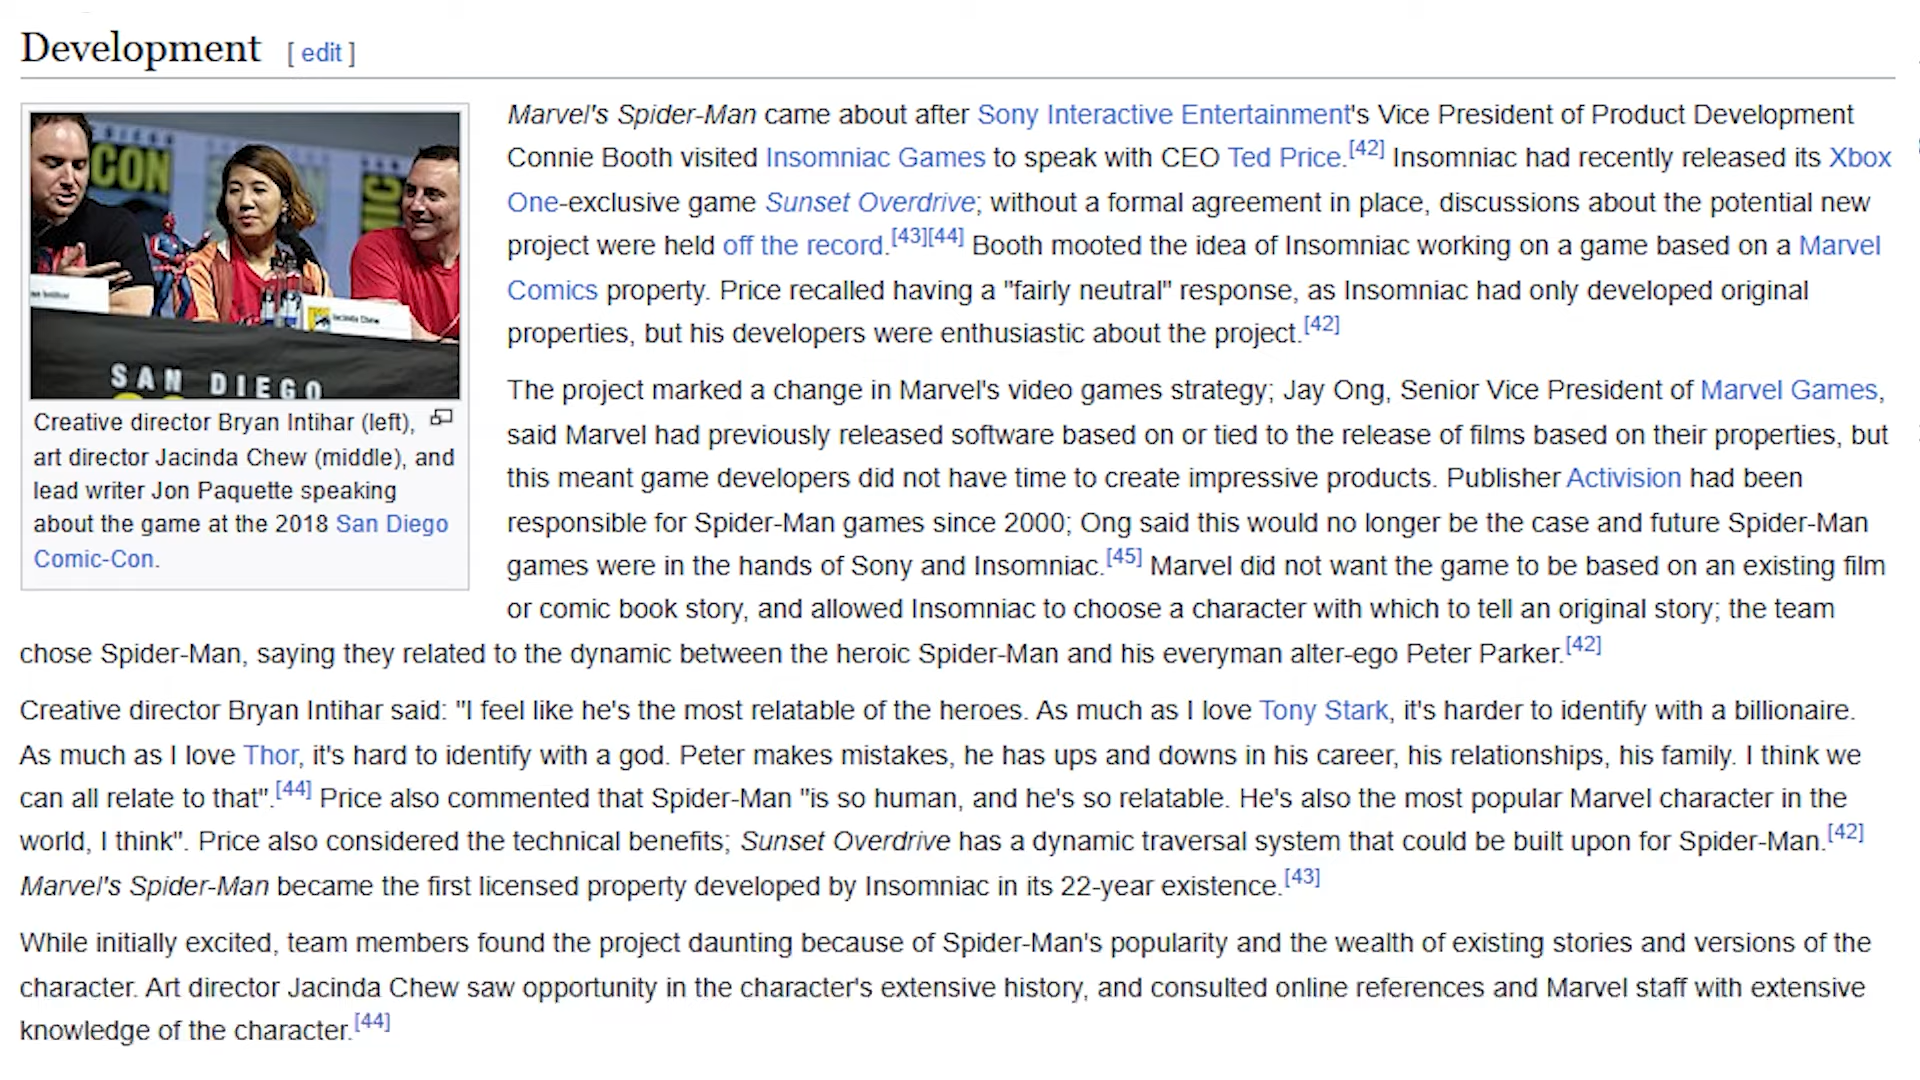 Development [ edit ]
CON
SAN DIEGO
Jacinda Chew
Creative director Bryan Intihar (left),
art director Jacinda Chew (middle), and
lead writer Jon Paquette speaking
about the game at the 2018 San Diego
Comic-Con.
Marvel's Spider-Man came about after Sony Interactive Entertainment's Vice President of Product Development
Connie Booth visited Insomniac Games to speak with CEO Ted Price.[42] Insomniac had recently released its Xbox
One-exclusive game Sunset Overdrive; without a formal agreement in place, discussions about the potential new
project were held off the record.[43][44] Booth mooted the idea of Insomniac working on a game based on a Marvel
Comics property. Price recalled having a "fairly neutral" response, as Insomniac had only developed original
properties, but his developers were enthusiastic about the project.[42]
The project marked a change in Marvel's video games strategy; Jay Ong, Senior Vice President of Marvel Games,
said Marvel had previously released software based on or tied to the release of films based on their properties, but
this meant game developers did not have time to create impressive products. Publisher Activision had been
responsible for Spider-Man games since 2000; Ong said this would no longer be the case and future Spider-Man
games were in the hands of Sony and Insomniac.[45] Marvel did not want the game to be based on an existing film
or comic book story, and allowed Insomniac to choose a character with which to tell an original story; the team
chose Spider-Man, saying they related to the dynamic between the heroic Spider-Man and his everyman alter-ego Peter Parker.[42]
Creative director Bryan Intihar said: "I feel like he's the most relatable of the heroes. As much as I love Tony Stark, it's harder to identify with a billionaire.
As much as I love Thor, it's hard to identify with a god. Peter makes mistakes, he has ups and downs in his career, his relationships, his family. I think we
can all relate to that".[44] Price also commented that Spider-Man "is so human, and he's so relatable. He's also the most popular Marvel character in the
world, I think". Price also considered the technical benefits; Sunset Overdrive has a dynamic traversal system that could be built upon for Spider-Man.[42]
Marvel's Spider-Man became the first licensed property developed by Insomniac in its 22-year existence.[43]
While initially excited, team members found the project daunting because of Spider-Man's popularity and the wealth of existing stories and versions of the
character. Art director Jacinda Chew saw opportunity in the character's extensive history, and consulted online references and Marvel staff with extensive
knowledge of the character.[44]